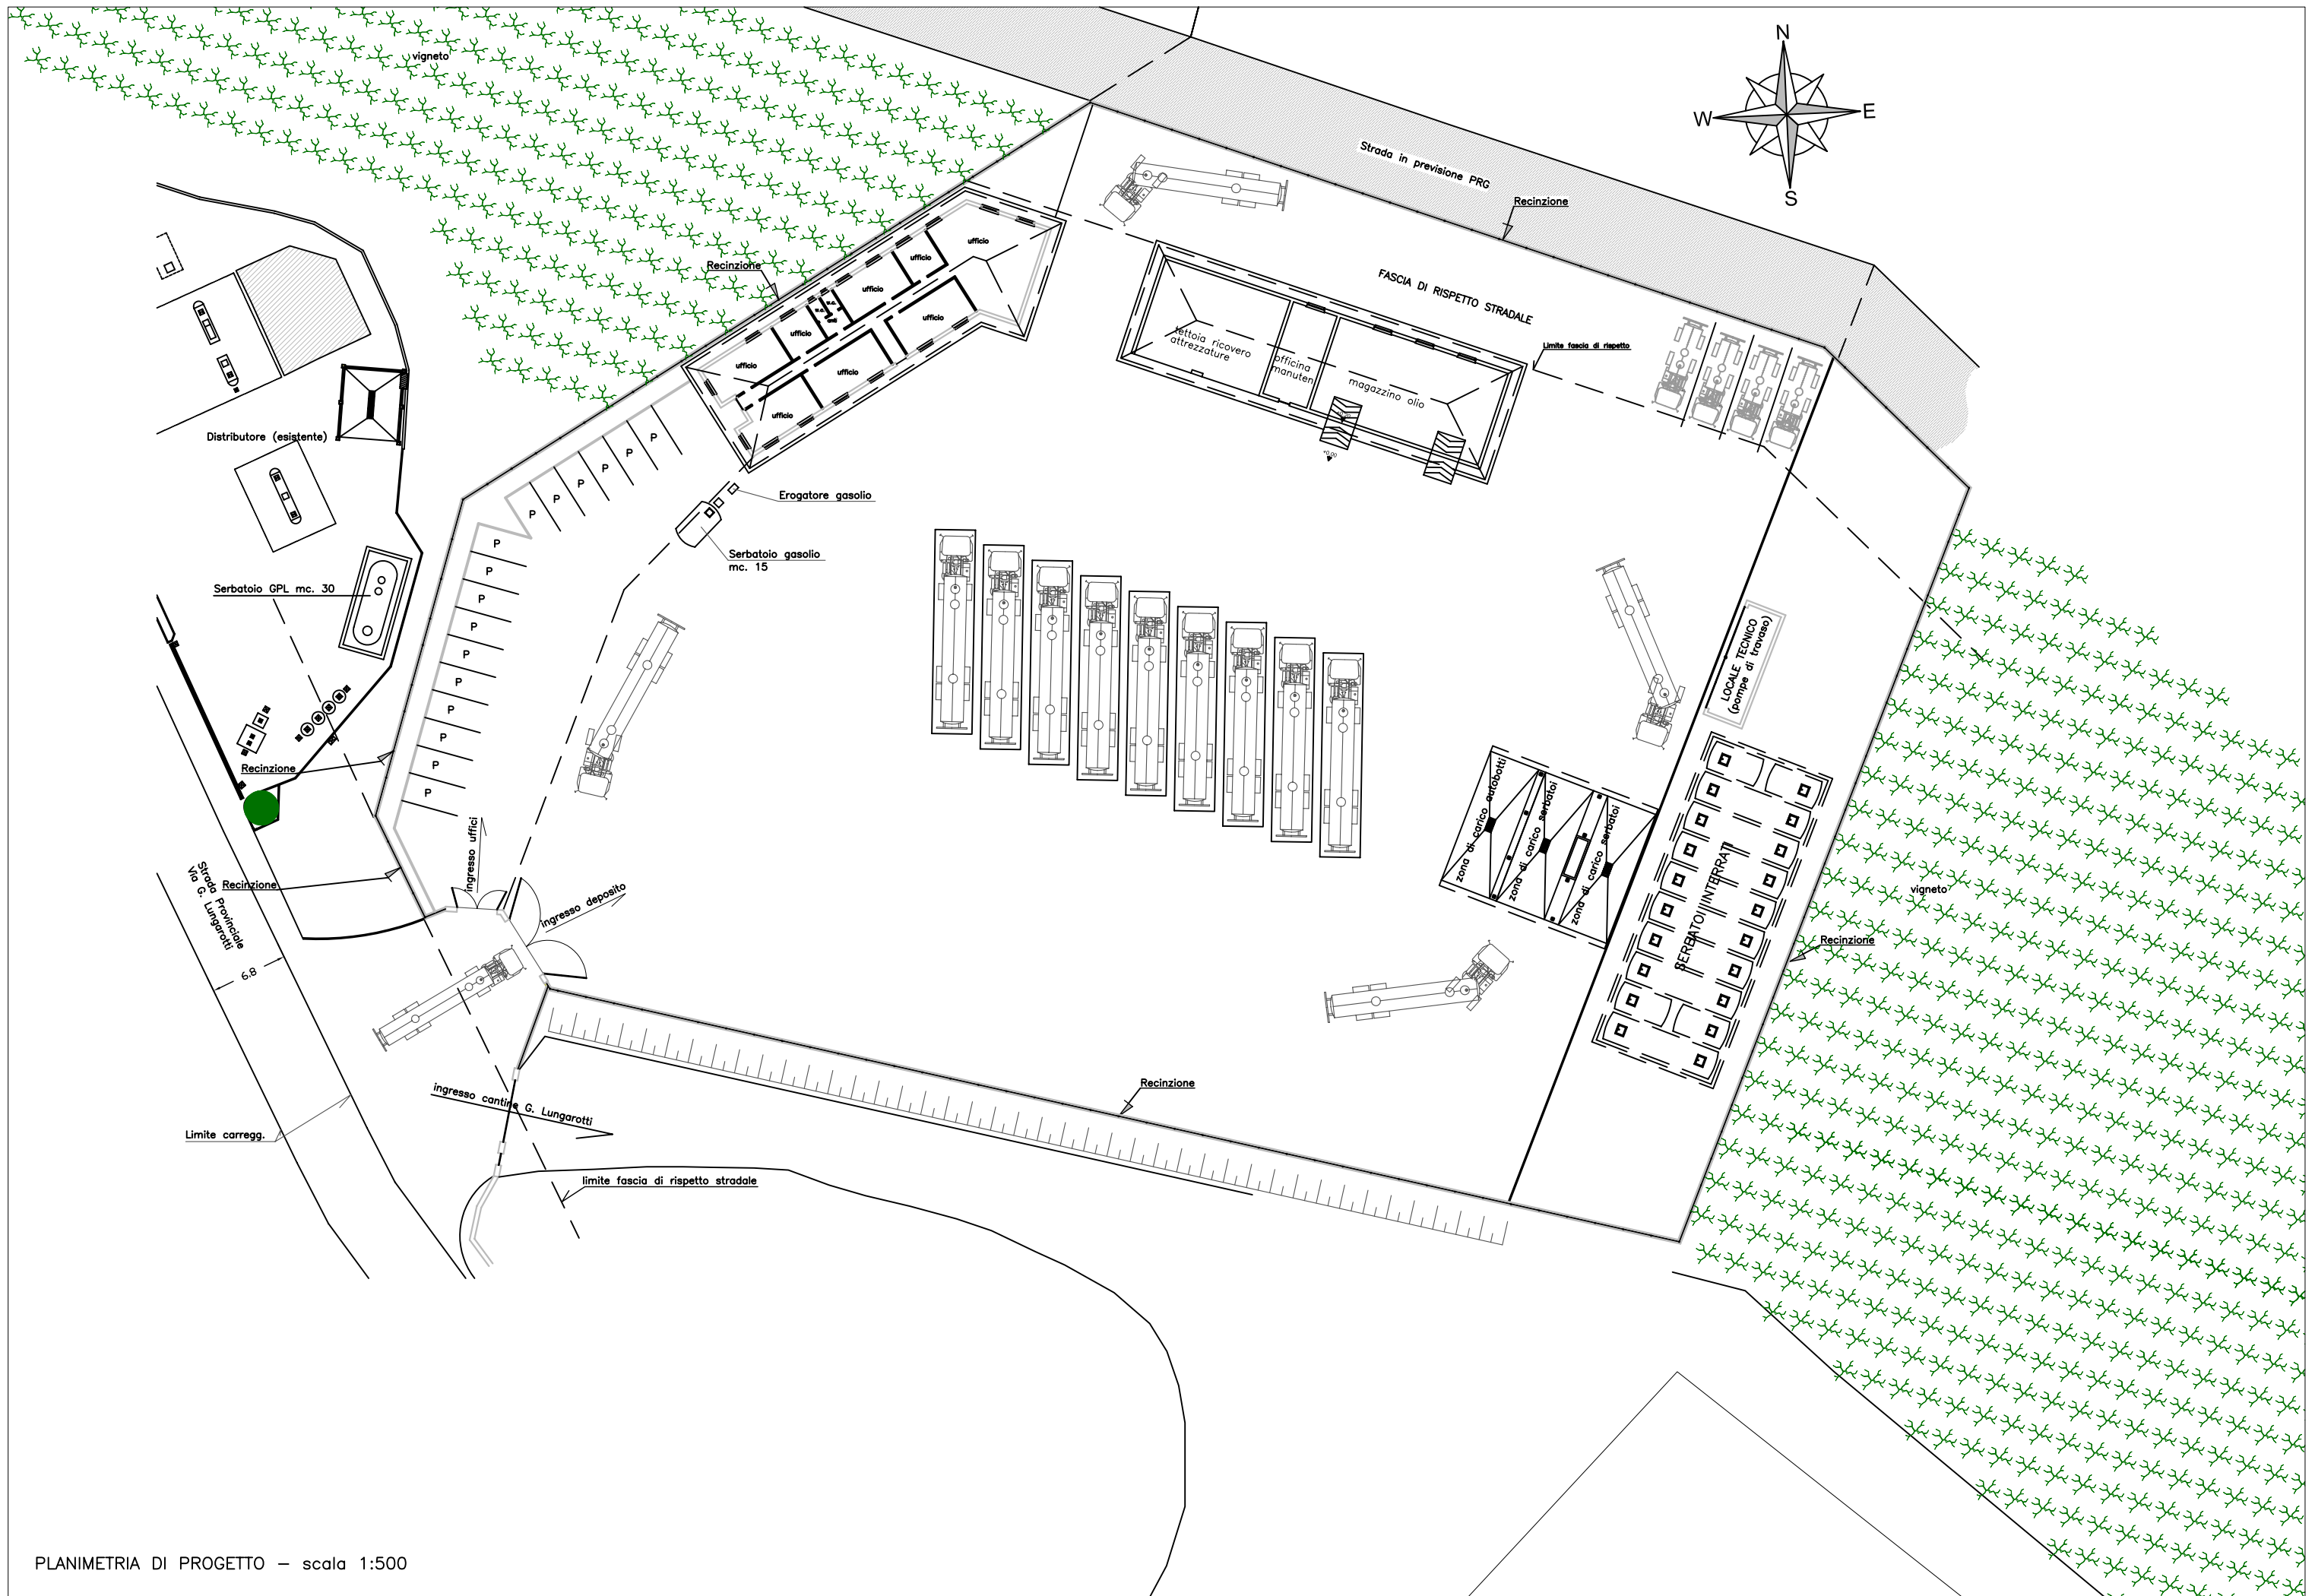 vigneto
N
W
E
S
Strada in previsione PRG
Recinzione
FASCIA DI RISPETTO STRADALE
Limite fascia di rispetto
Recinzione
ufficio
ufficio
ufficio
ufficio
ufficio
ufficio
ufficio
ufficio
tettoia ricovero
attrezzature
officina
manuten
magazzino olio
+0.00
Distributore (esistente)
P
P
P
P
P
P
Erogatore gasolio
Serbatoio gasolio
mc. 15
P
P
P
P
P
P
P
P
P
P
Serbatoio GPL mc. 30
LOCALE TECNICO
(pompe di travaso)
Recinzione
zona di carico autobotti
zona di carico serbatoi
zona di carico serbatoi
SERBATOI INTERRATI
vigneto
Recinzione
Recinzione
ingresso uffici
ingresso deposito
Strada Provinciale
Via G. Lungarotti
6.8
ingresso cantine G. Lungarotti
Recinzione
Limite carregg.
limite fascia di rispetto stradale
PLANIMETRIA DI PROGETTO – scala 1:500